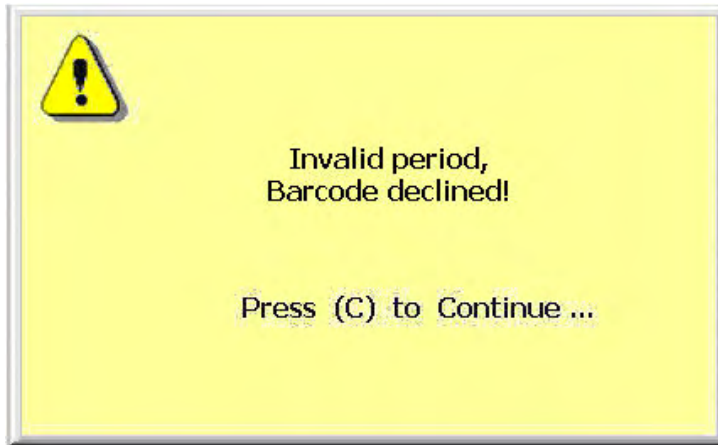 Invalid period,
Barcode declined!
Press (C) to Continue ...